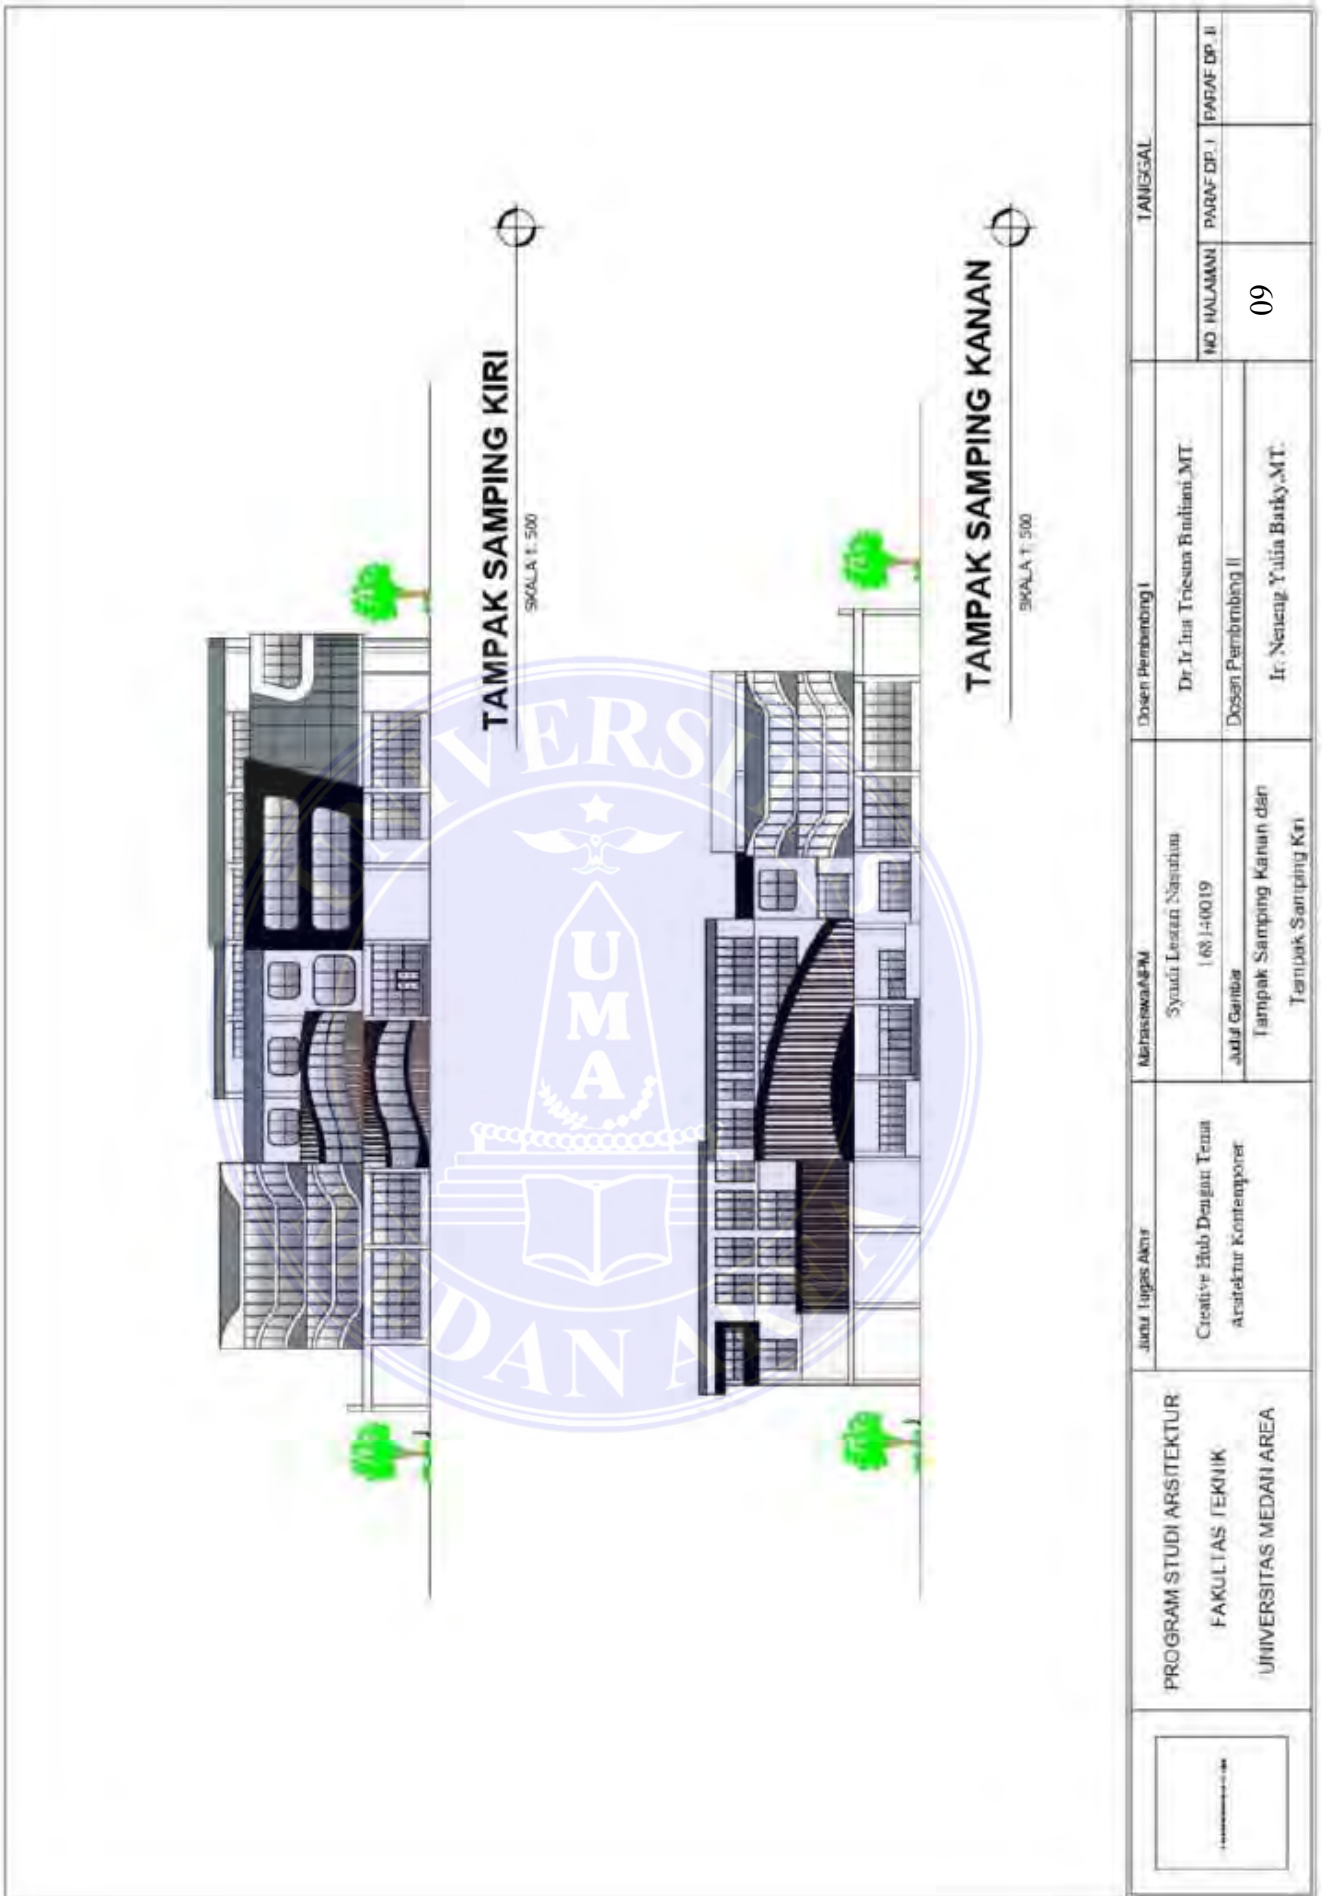 TAMPAK SAMPING KIRI
SKALA 1: 500
TAMPAK SAMPING KANAN
SKALA 1: 500
UNIVERSITAS
MEDAN AREA
UMA
PROGRAM STUDI ARSITEKTUR
FAKULTAS TEKNIK
UNIVERSITAS MEDAN AREA
Judul Tugas Akhir
Creative Hub Dengan Tema
Arsitektur Kontemporer
Mahasiswa/NPM
Lestari Nasution
168140019
Judul Gambar
Tampak Samping Kanan dan
Tampak Samping Kiri
Dosen Pembimbing I
Dr.Ir.Ina Triesna Budiani,MT.
Dosen Pembimbing II
Ir. Neneng Yulia Barky,MT.
TANGGAL
NO HALAMAN
PARAF DP. I
PARAF DP. II
09